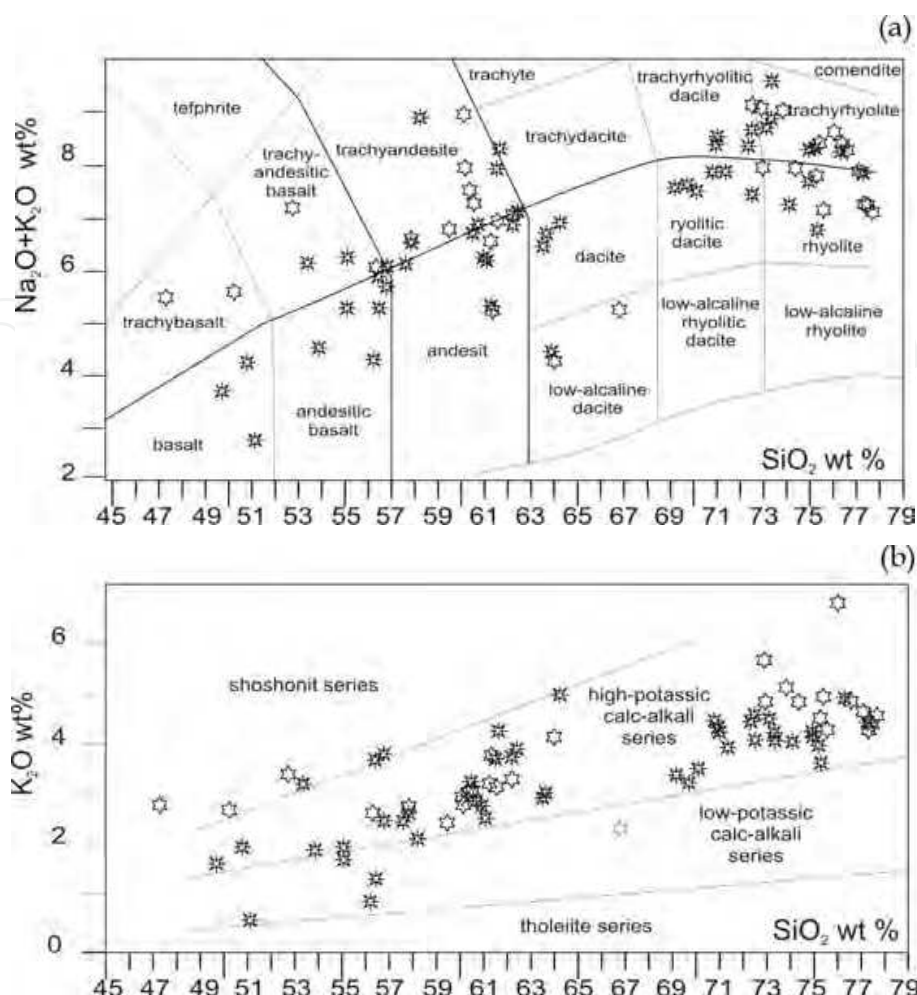 (a)
Na2O+K2O wt%
8
6
4
2
tefphrite
trachy-
andesitic
basalt
trachyandesite
trachyte
trachydacite
trachyrhyolitic
dacite
comendite
trachyrhyolite
trachybasalt
basalt
andesitic
basalt
andesit
dacite
low-alcaline
dacite
ryolitic
dacite
low-alcaline
rhyolitic
dacite
rhyolite
low-alcaline
rhyolite
SiO2 wt %
45 47 49 51 53 55 57 59 61 63 65 67 69 71 73 75 77 79
(b)
K2O wt%
6
4
2
0
shoshonit series
high-potassic
calc-alkali
series
low-potassic
calc-alkali
series
tholeiite series
SiO2 wt %
45 47 49 51 53 55 57 59 61 63 65 67 69 71 73 75 77 79